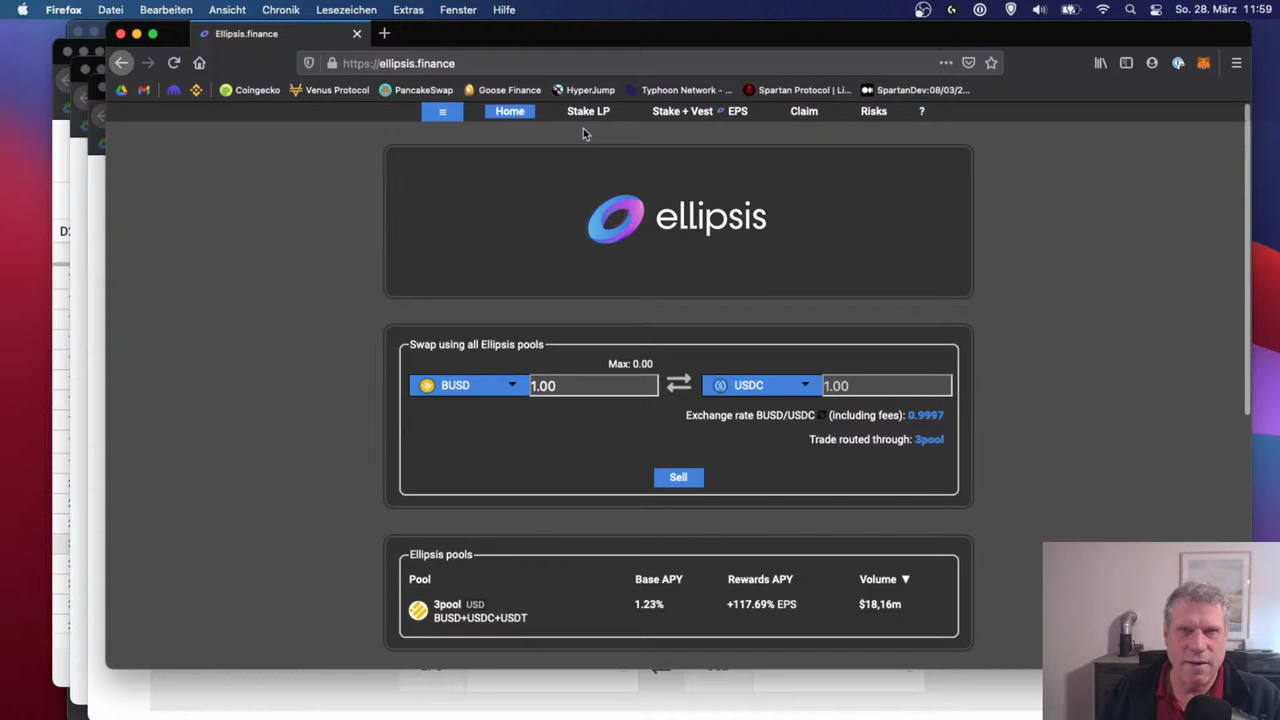 Firefox Datei Bearbeiten Ansicht Chronik Lesezeichen Extras Fenster Hilfe So. 28. März 11:59
Ellipsis.finance
https://ellipsis.finance
Coingecko Venus Protocol PancakeSwap Goose Finance HyperJump Typhoon Network - ... Spartan Protocol | Li... SpartanDev:08/03/2...
≡ Home Stake LP Stake + Vest EPS Claim Risks ?
ellipsis
Swap using all Ellipsis pools
Max: 0.00
BUSD 1.00 USDC 1.00
Exchange rate BUSD/USDC (including fees): 0.9997
Trade routed through: 3pool
Sell
Ellipsis pools
Pool Base APY Rewards APY Volume ▼
3pool USD 1.23% +117.69% EPS $18,16m
BUSD+USDC+USDT